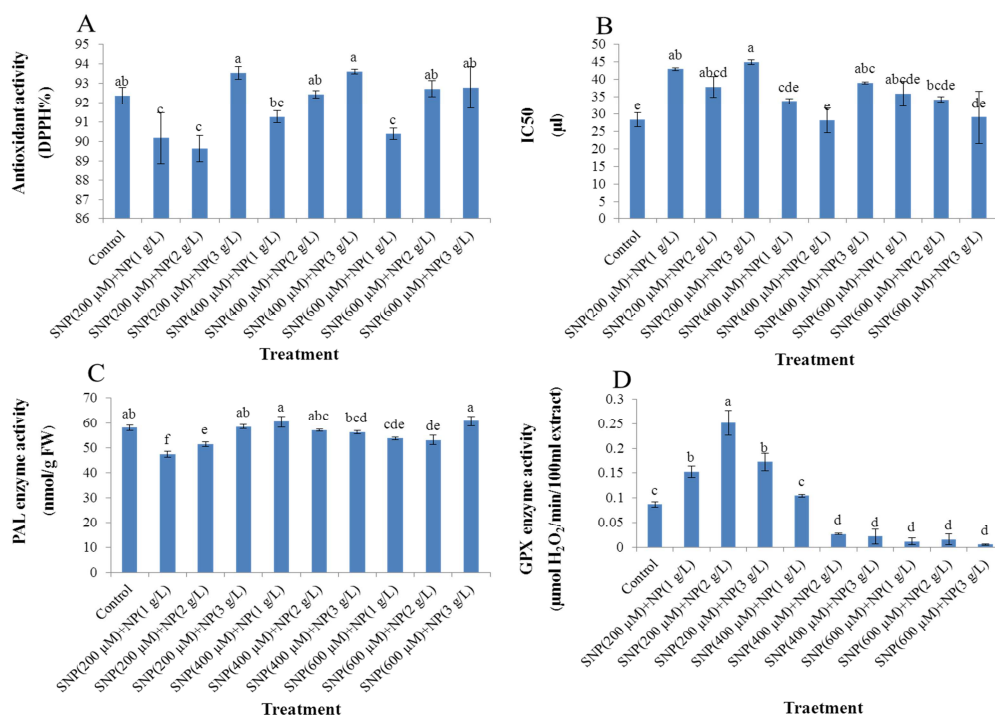 A
Antioxidant activity
(DPPH%)
95
94
93
92
91
90
89
88
87
86
ab
c
c
a
bc
ab
a
c
ab
ab
Control
SNP(200 µM)+NP(1 g/L)
SNP(200 µM)+NP(2 g/L)
SNP(200 µM)+NP(3 g/L)
SNP(400 µM)+NP(1 g/L)
SNP(400 µM)+NP(2 g/L)
SNP(400 µM)+NP(3 g/L)
SNP(600 µM)+NP(1 g/L)
SNP(600 µM)+NP(2 g/L)
SNP(600 µM)+NP(3 g/L)
Treatment
B
IC50
(µl)
50
45
40
35
30
25
20
15
10
5
0
e
ab
abcd
a
cde
e
abc
abcde
bcde
de
Control
SNP(200 µM)+NP(1 g/L)
SNP(200 µM)+NP(2 g/L)
SNP(200 µM)+NP(3 g/L)
SNP(400 µM)+NP(1 g/L)
SNP(400 µM)+NP(2 g/L)
SNP(400 µM)+NP(3 g/L)
SNP(600 µM)+NP(1 g/L)
SNP(600 µM)+NP(2 g/L)
SNP(600 µM)+NP(3 g/L)
Treatment
C
PAL enzyme activity
(nmol/g FW)
70
60
50
40
30
20
10
0
ab
f
e
ab
a
abc
bcd
cde
de
a
Control
SNP(200 µM)+NP(1 g/L)
SNP(200 µM)+NP(2 g/L)
SNP(200 µM)+NP(3 g/L)
SNP(400 µM)+NP(1 g/L)
SNP(400 µM)+NP(2 g/L)
SNP(400 µM)+NP(3 g/L)
SNP(600 µM)+NP(1 g/L)
SNP(600 µM)+NP(2 g/L)
SNP(600 µM)+NP(3 g/L)
Treatment
D
GPX enzyme activity
(µmol H₂O₂/min/100ml extract)
0.3
0.25
0.2
0.15
0.1
0.05
0
c
b
a
b
c
d
d
d
d
d
Control
SNP(200 µM)+NP(1 g/L)
SNP(200 µM)+NP(2 g/L)
SNP(200 µM)+NP(3 g/L)
SNP(400 µM)+NP(1 g/L)
SNP(400 µM)+NP(2 g/L)
SNP(400 µM)+NP(3 g/L)
SNP(600 µM)+NP(1 g/L)
SNP(600 µM)+NP(2 g/L)
SNP(600 µM)+NP(3 g/L)
Traetment